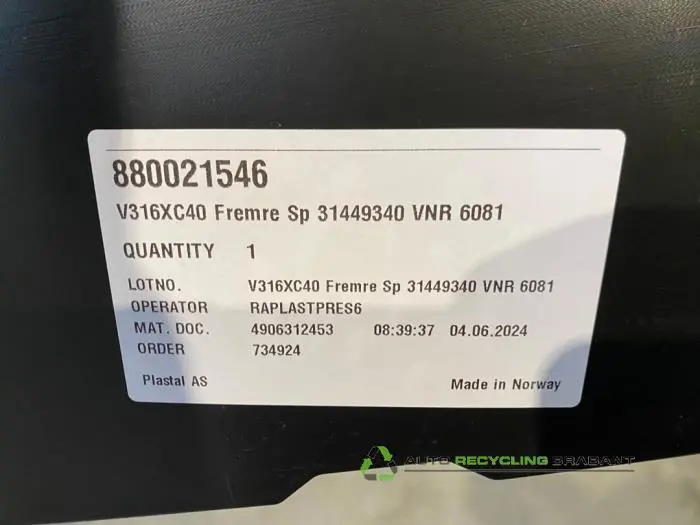 880021546
V316XC40 Fremre Sp 31449340 VNR 6081
QUANTITY 1
LOTNO. V316XC40 Fremre Sp 31449340 VNR 6081
OPERATOR RAPLASTPRES6
MAT. DOC. 4906312453 08:39:37 04.06.2024
ORDER 734924
Plastal AS Made in Norway
AUTO RECYCLING BRABANT